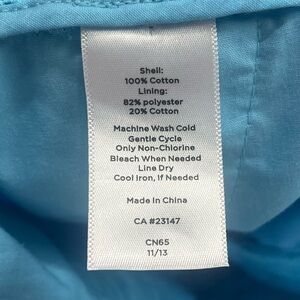 Shell:
100% Cotton
Lining:
82% polyester
20% Cotton
Machine Wash Cold
Gentle Cycle
Only Non-Chlorine
Bleach When Needed
Line Dry
Cool Iron, If Needed
Made in China
CA #23147
CN65
11/13